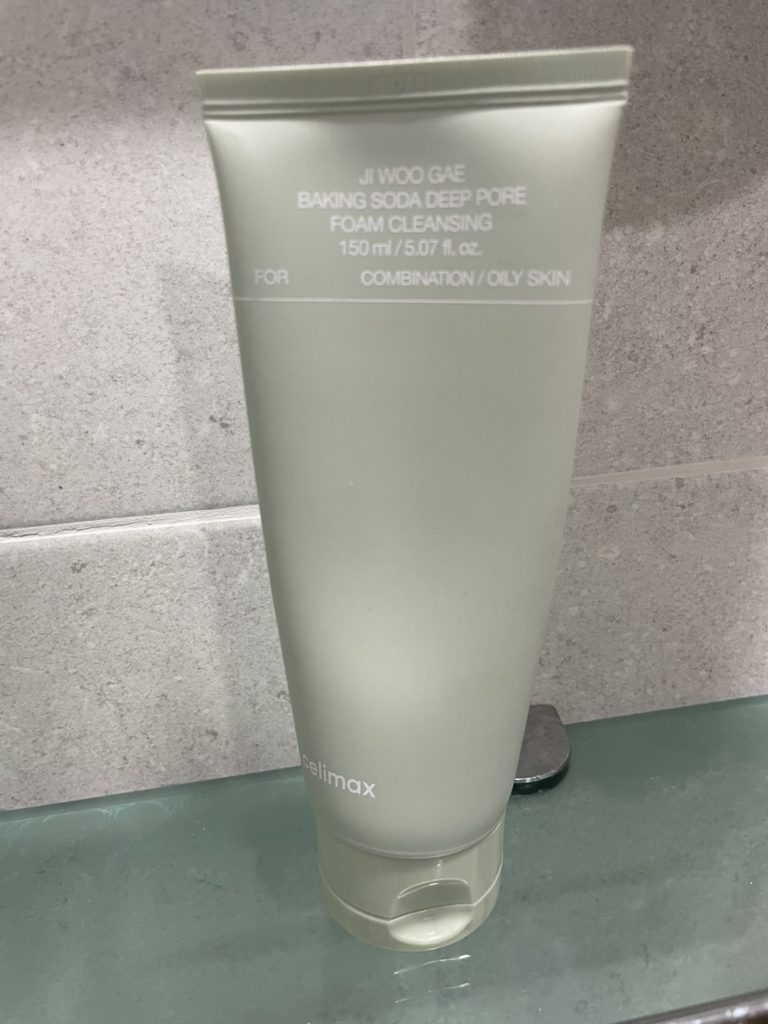 JI WOO GAE
BAKING SODA DEEP PORE
FOAM CLEANSING
150 ml / 5.07 fl. oz.
FOR COMBINATION / OILY SKIN
celimax